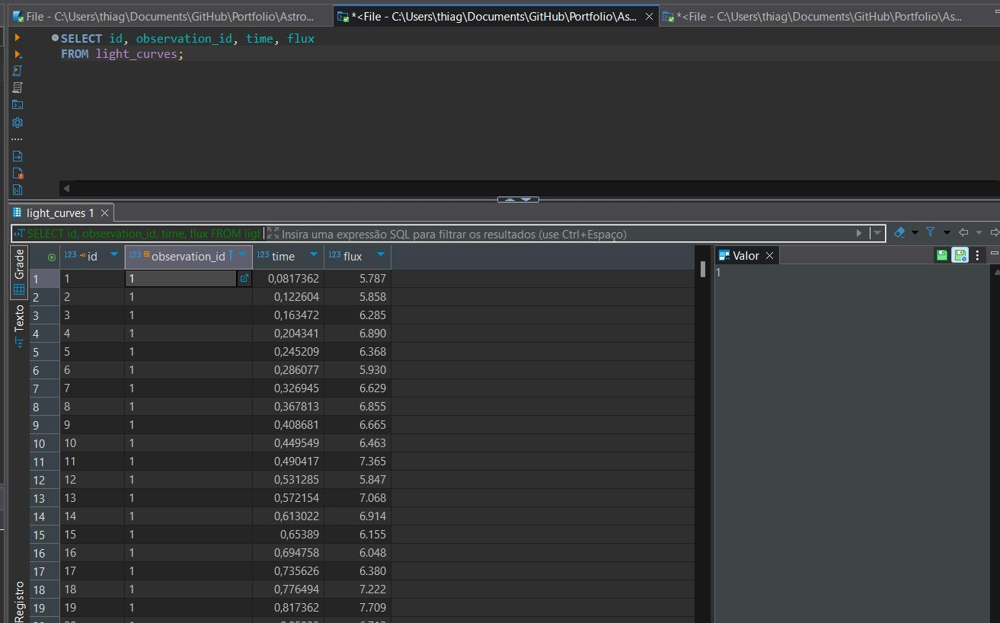 File - C:\Users\thiag\Documents\GitHub\Portfolio\Astro...
*<File - C:\Users\thiag\Documents\GitHub\Portfolio\As...
*<File - C:\Users\thiag\Documents\GitHub\Portfolio\As...
SELECT id, observation_id, time, flux
FROM light_curves;
light_curves 1
SELECT id, observation_id, time, flux FROM ligh
Insira uma expressão SQL para filtrar os resultados (use Ctrl+Espaço)
Grade
Texto
Registro
123 id 123 observation_id 123 time 123 flux
1 1 1 0,0817362 5.787
2 2 1 0,122604 5.858
3 3 1 0,163472 6.285
4 4 1 0,204341 6.890
5 5 1 0,245209 6.368
6 6 1 0,286077 5.930
7 7 1 0,326945 6.629
8 8 1 0,367813 6.855
9 9 1 0,408681 6.665
10 10 1 0,449549 6.463
11 11 1 0,490417 7.365
12 12 1 0,531285 5.847
13 13 1 0,572154 7.068
14 14 1 0,613022 6.914
15 15 1 0,65389 6.155
16 16 1 0,694758 6.048
17 17 1 0,735626 6.380
18 18 1 0,776494 7.222
19 19 1 0,817362 7.709
Valor
1